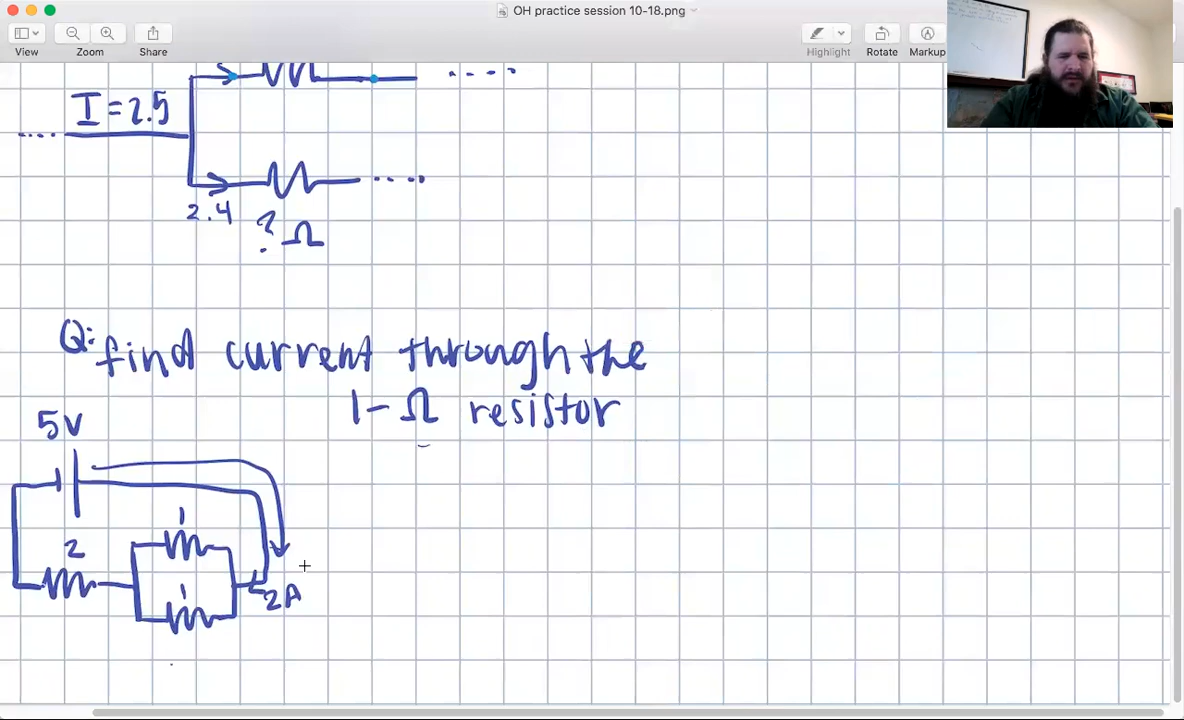 OH practice session 10-18.png
View
Zoom
Share
Highlight
Rotate
Markup
I = 2.5
2.4
? Ω
Q: find current through the
1-Ω resistor
5V
1
2
1
2A